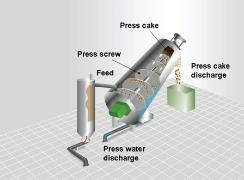 Press cake
Press screw
Feed
Press cake
discharge
Press water
discharge